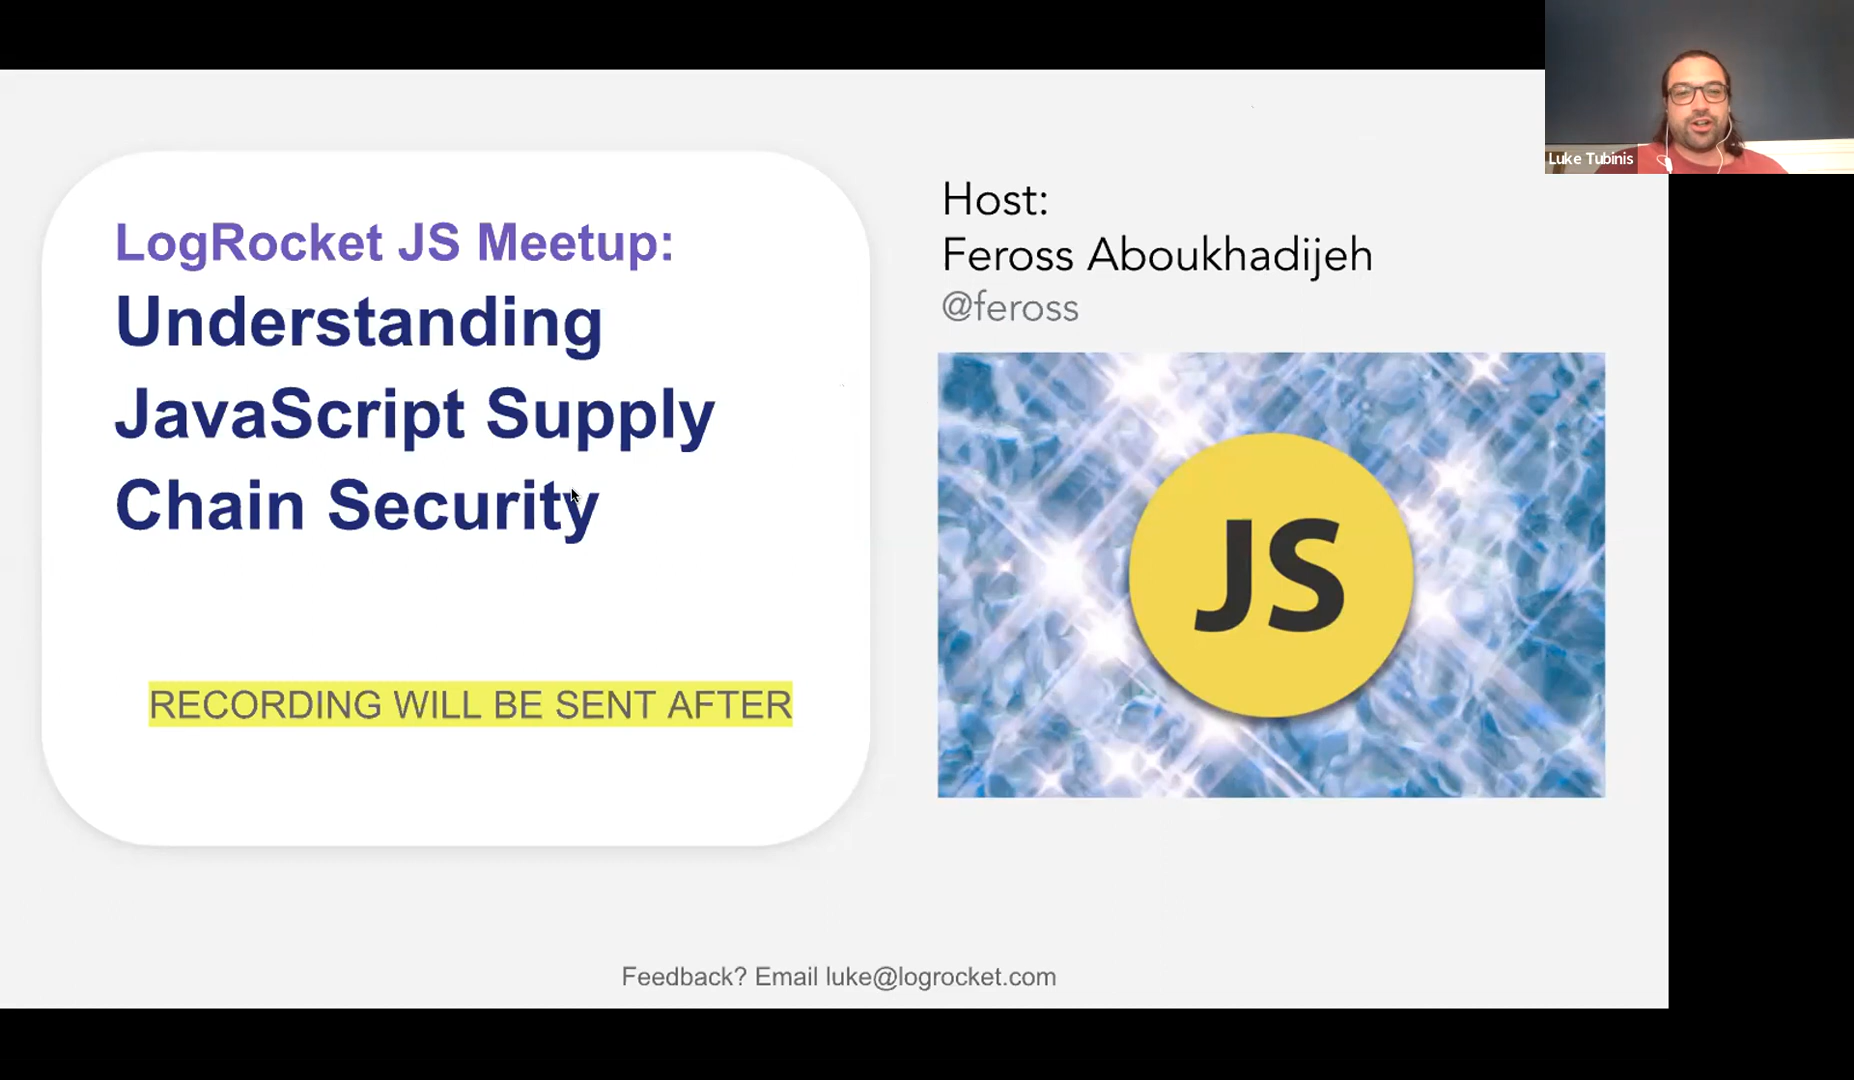 LogRocket JS Meetup:
Understanding
JavaScript Supply
Chain Security
RECORDING WILL BE SENT AFTER
Host:
Feross Aboukhadijeh
@feross
JS
Feedback? Email luke@logrocket.com
Luke Tubinis